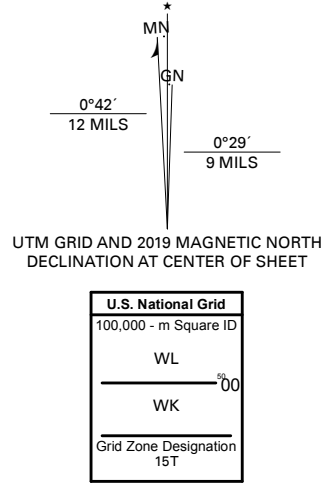 ★
MN
GN
0°42´
12 MILS
0°29´
9 MILS
UTM GRID AND 2019 MAGNETIC NORTH
DECLINATION AT CENTER OF SHEET
U.S. National Grid
100,000 - m Square ID
WL
50 00
WK
Grid Zone Designation
15T